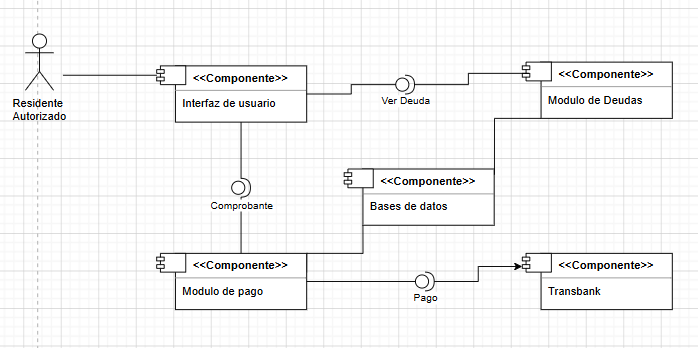 Residente
Autorizado
<<Componente>>
Interfaz de usuario
Ver Deuda
<<Componente>>
Modulo de Deudas
Comprobante
<<Componente>>
Bases de datos
<<Componente>>
Modulo de pago
Pago
<<Componente>>
Transbank